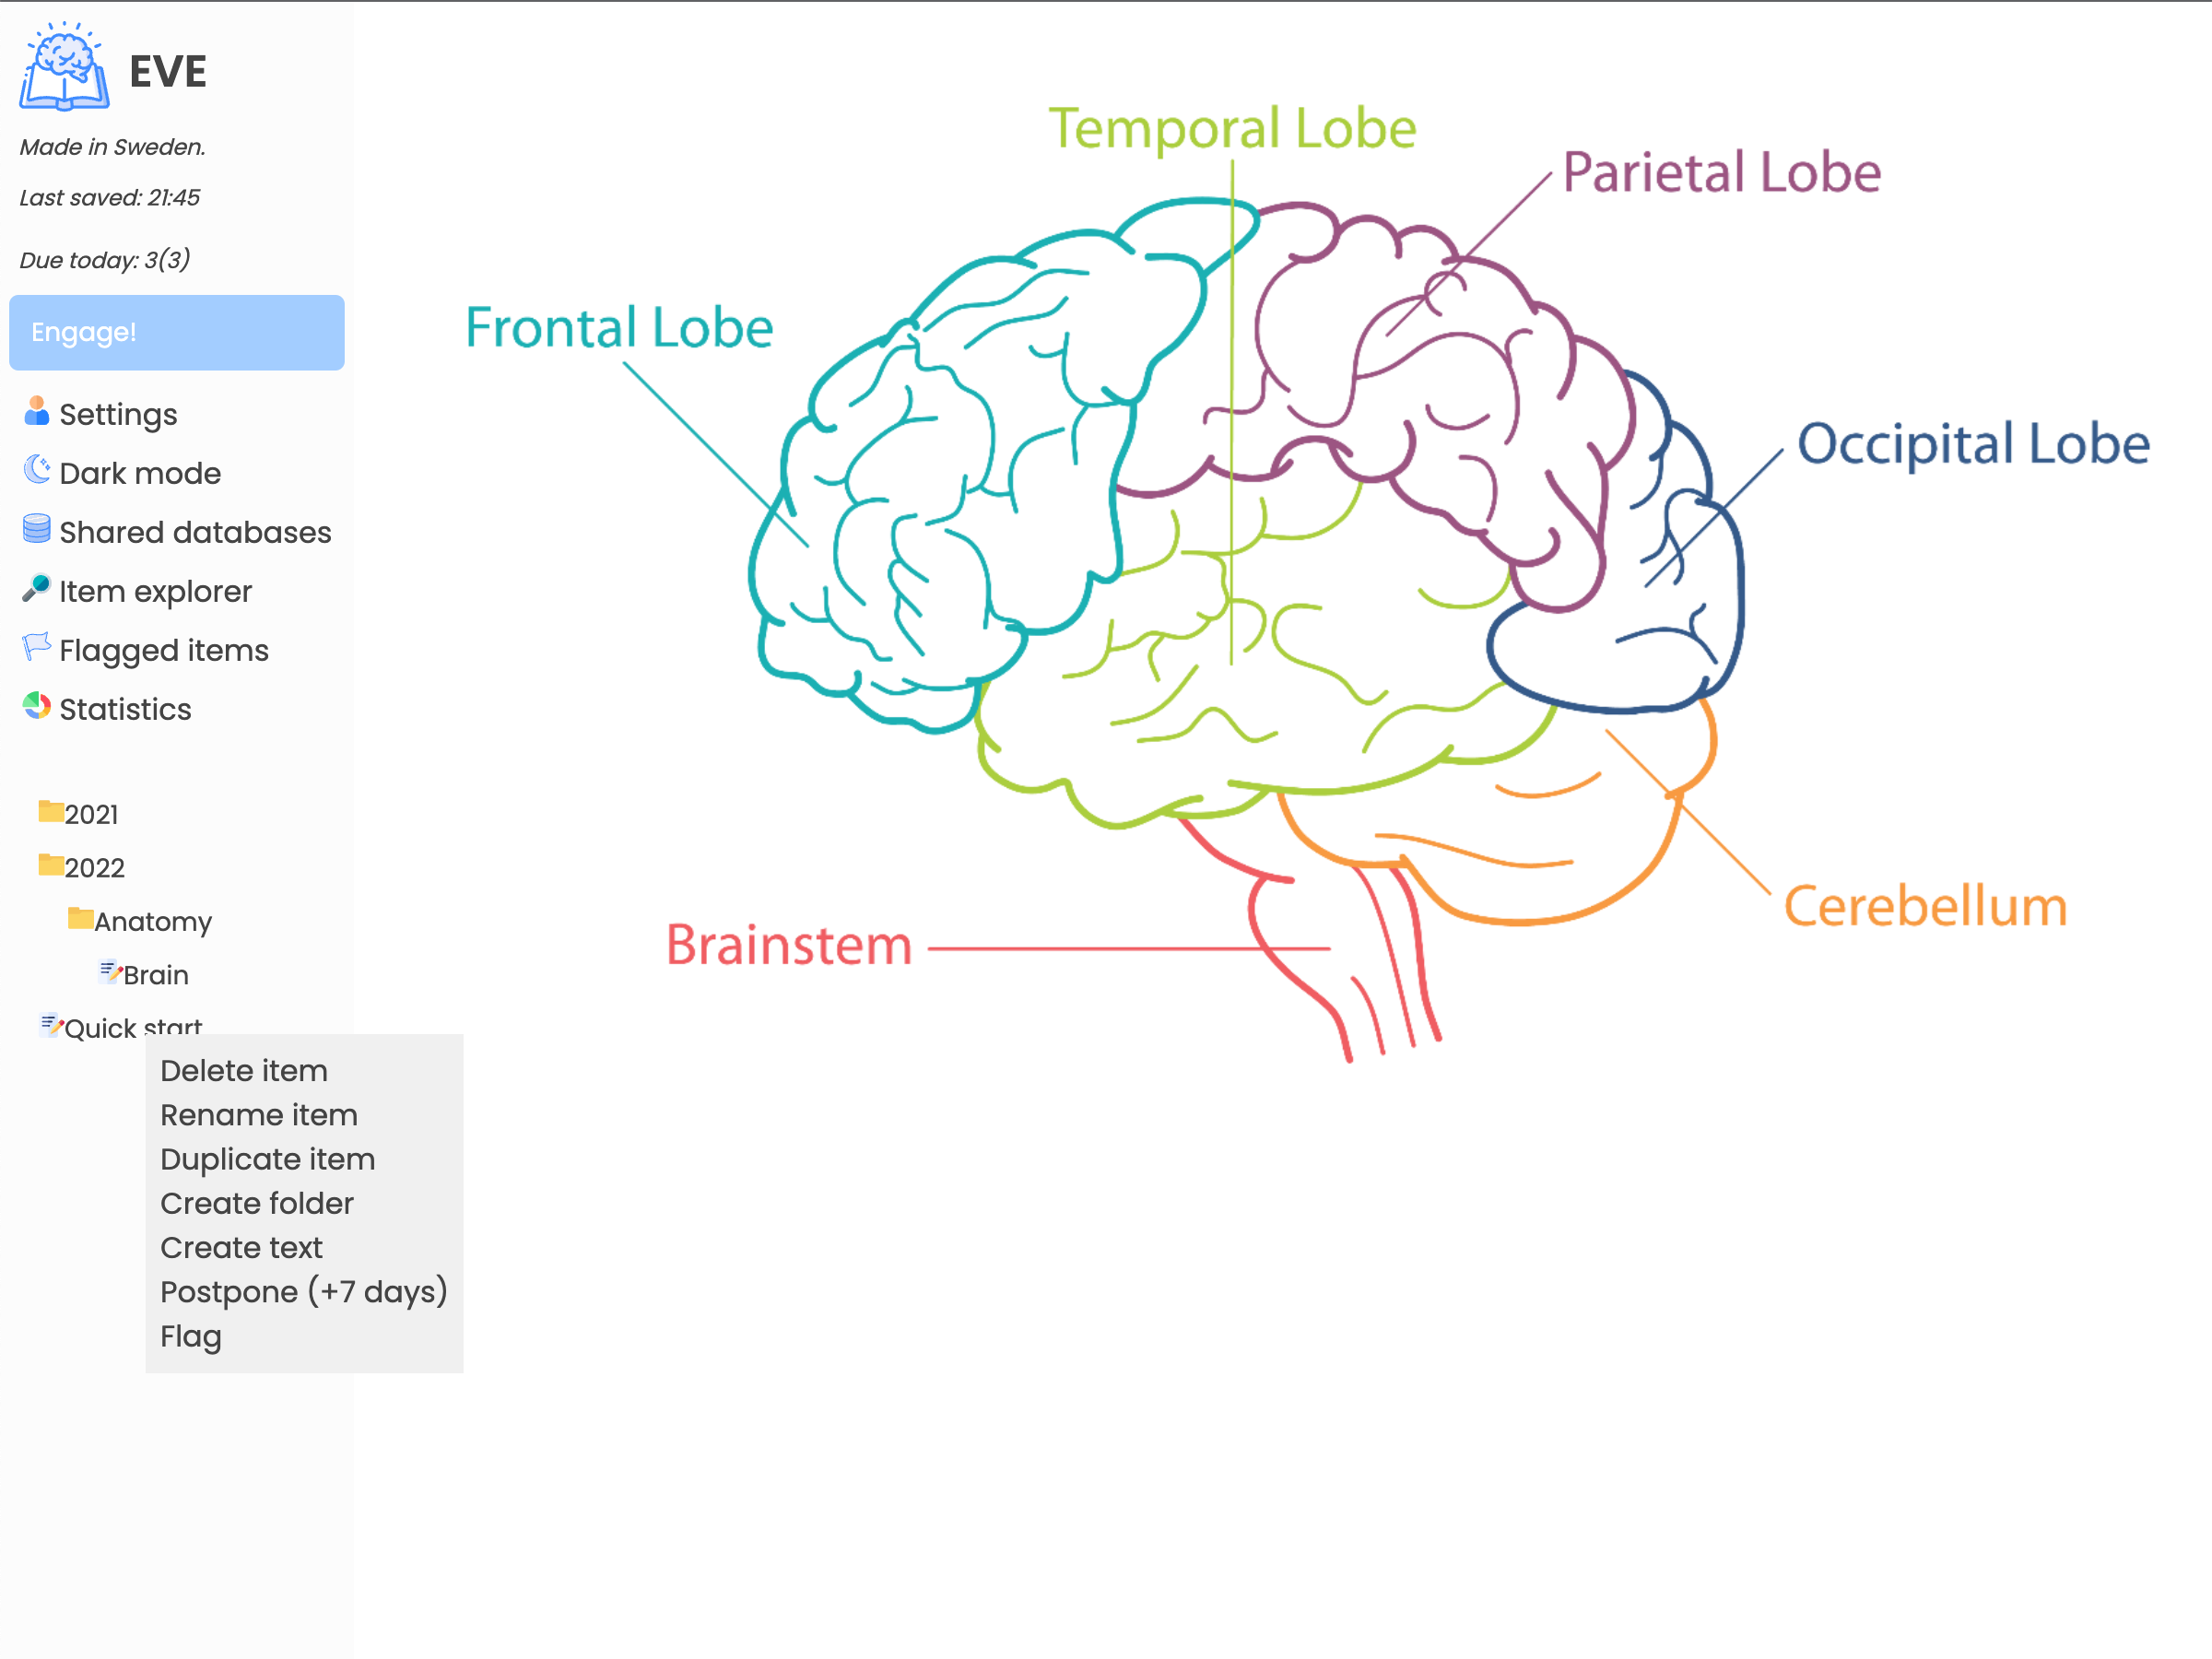 EVE
Made in Sweden.
Last saved: 21:45
Due today: 3(3)
Engage!
Settings
Dark mode
Shared databases
Item explorer
Flagged items
Statistics
2021
2022
Anatomy
Brain
Quick start
Delete item
Rename item
Duplicate item
Create folder
Create text
Postpone (+7 days)
Flag
Temporal Lobe
Parietal Lobe
Frontal Lobe
Occipital Lobe
Cerebellum
Brainstem